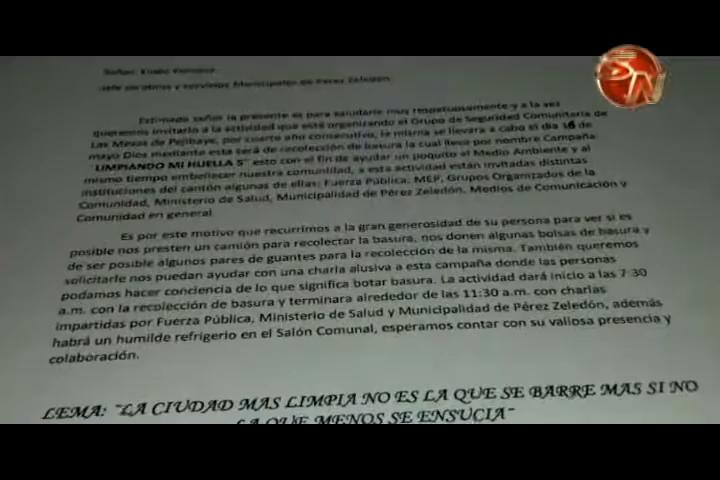 Señor:
Jefe de obras y servicios Municipales de Pérez Zeledón
Estimado señor la presente es para saludarle muy respetuosamente y a la vez
queremos invitarlo a la actividad que está organizando el Grupo de Seguridad Comunitaria de
Las Mesas de Pejibaye, por cuarto año consecutivo, la misma se llevara a cabo el día 16 de
mayo Dios mediante esta será de recolección de basura la cual lleva por nombre Campaña
"LIMPIANDO MI HUELLA 5" esto con el fin de ayudar un poquito el Medio Ambiente y al
mismo tiempo embellecer nuestra comunidad, a esta actividad están invitadas distintas
instituciones del cantón algunas de ellas: Fuerza Pública, MEP, Grupos Organizados de la
Comunidad, Ministerio de Salud, Municipalidad de Pérez Zeledón, Medios de Comunicación y
Comunidad en general.
Es por este motivo que recurrimos a la gran generosidad de su persona para ver si es
posible nos presten un camión para recolectar la basura, nos donen algunas bolsas de basura y
de ser posible algunos pares de guantes para la recolección de la misma. También queremos
solicitarle nos puedan ayudar con una charla alusiva a esta campaña donde las personas
podamos hacer conciencia de lo que significa botar basura. La actividad dará inicio a las 7:30
a.m. con la recolección de basura y terminara alrededor de las 11:30 a.m. con charlas
impartidas por Fuerza Pública, Ministerio de Salud y Municipalidad de Pérez Zeledón, además
habrá un humilde refrigerio en el Salón Comunal, esperamos contar con su valiosa presencia y
colaboración.
LEMA: "LA CIUDAD MAS LIMPIA NO ES LA QUE SE BARRE MAS SI NO
LA QUE MENOS SE ENSUCIA"